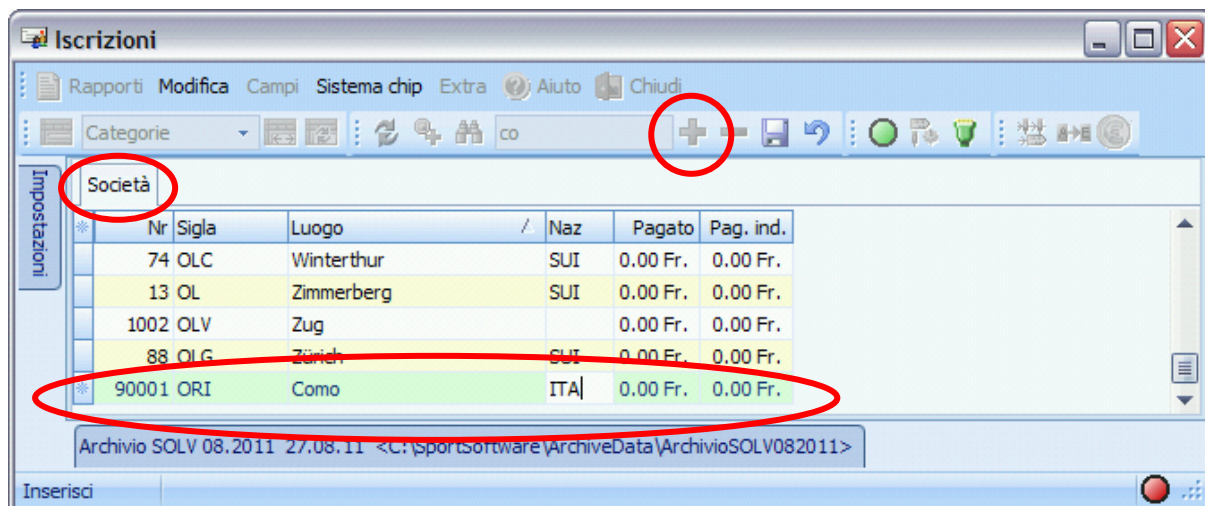 Iscrizioni
Rapporti Modifica Campi Sistema chip Extra Aiuto Chiudi
Categorie co
Impostazioni
Società
Nr Sigla Luogo Naz Pagato Pag. ind.
74 OLC Winterthur SUI 0.00 Fr. 0.00 Fr.
13 OL Zimmerberg SUI 0.00 Fr. 0.00 Fr.
1002 OLV Zug 0.00 Fr. 0.00 Fr.
88 OLG Zürich SUI 0.00 Fr. 0.00 Fr.
90001 ORI Como ITA 0.00 Fr. 0.00 Fr.
Archivio SOLV 08.2011 27.08.11 <C:\SportSoftware\ArchiveData\ArchivioSOLV082011>
Inserisci